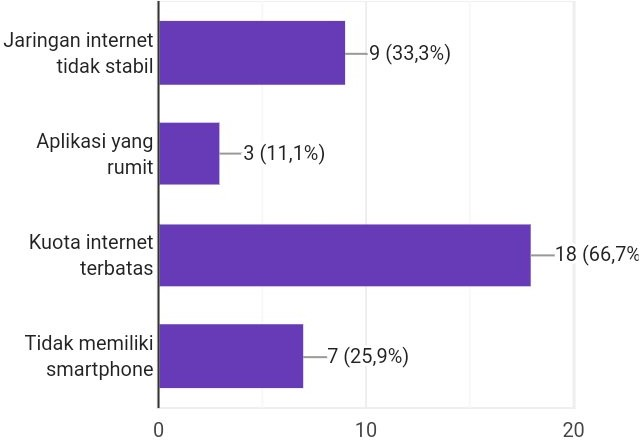 Jaringan internet
tidak stabil
9 (33,3%)
Aplikasi yang
rumit
3 (11,1%)
Kuota internet
terbatas
18 (66,7%
Tidak memiliki
smartphone
7 (25,9%)
0 10 20